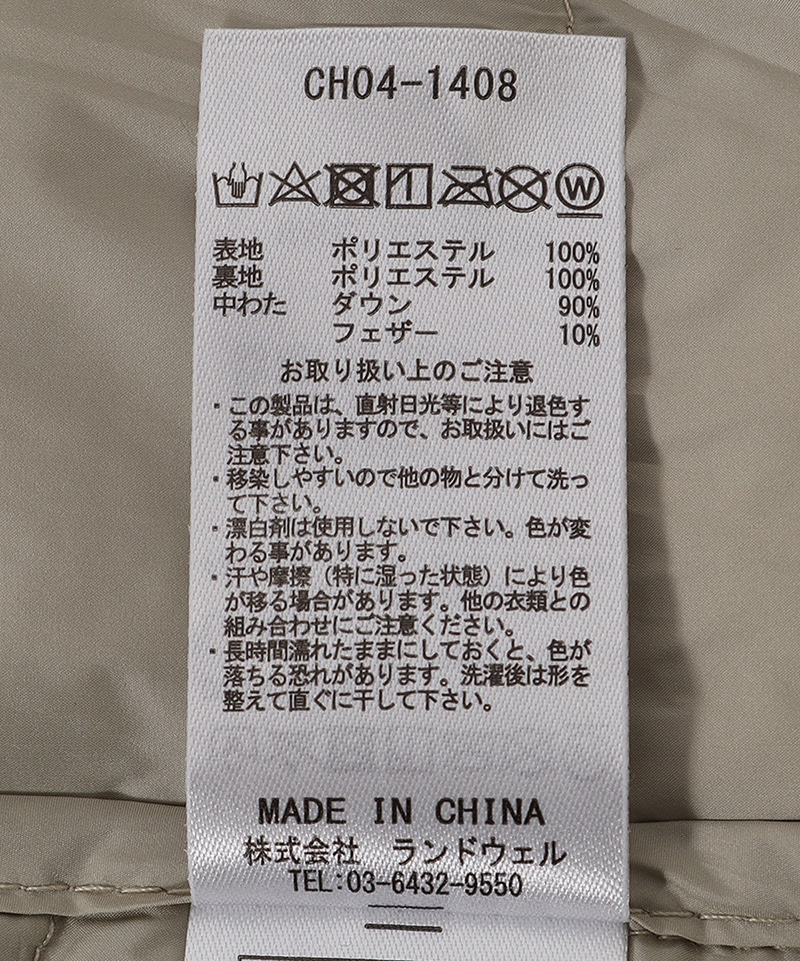 CH04-1408
W
表地 ポリエステル 100%
裏地 ポリエステル 100%
中わた ダウン 90%
フェザー 10%
お取り扱い上のご注意
・この製品は、直射日光等により退色す
る事がありますので、お取扱いにはご
注意下さい。
・移染しやすいので他の物と分けて洗っ
て下さい。
・漂白剤は使用しないで下さい。色が変
わる事があります。
・汗や摩擦（特に湿った状態）により色
が移る場合があります。他の衣類との
組み合わせにご注意ください。
・長時間濡れたままにしておくと、色が
落ちる恐れがあります。洗濯後は形を
整えて直ぐに干して下さい。
MADE IN CHINA
株式会社 ランドウェル
TEL:03-6432-9550